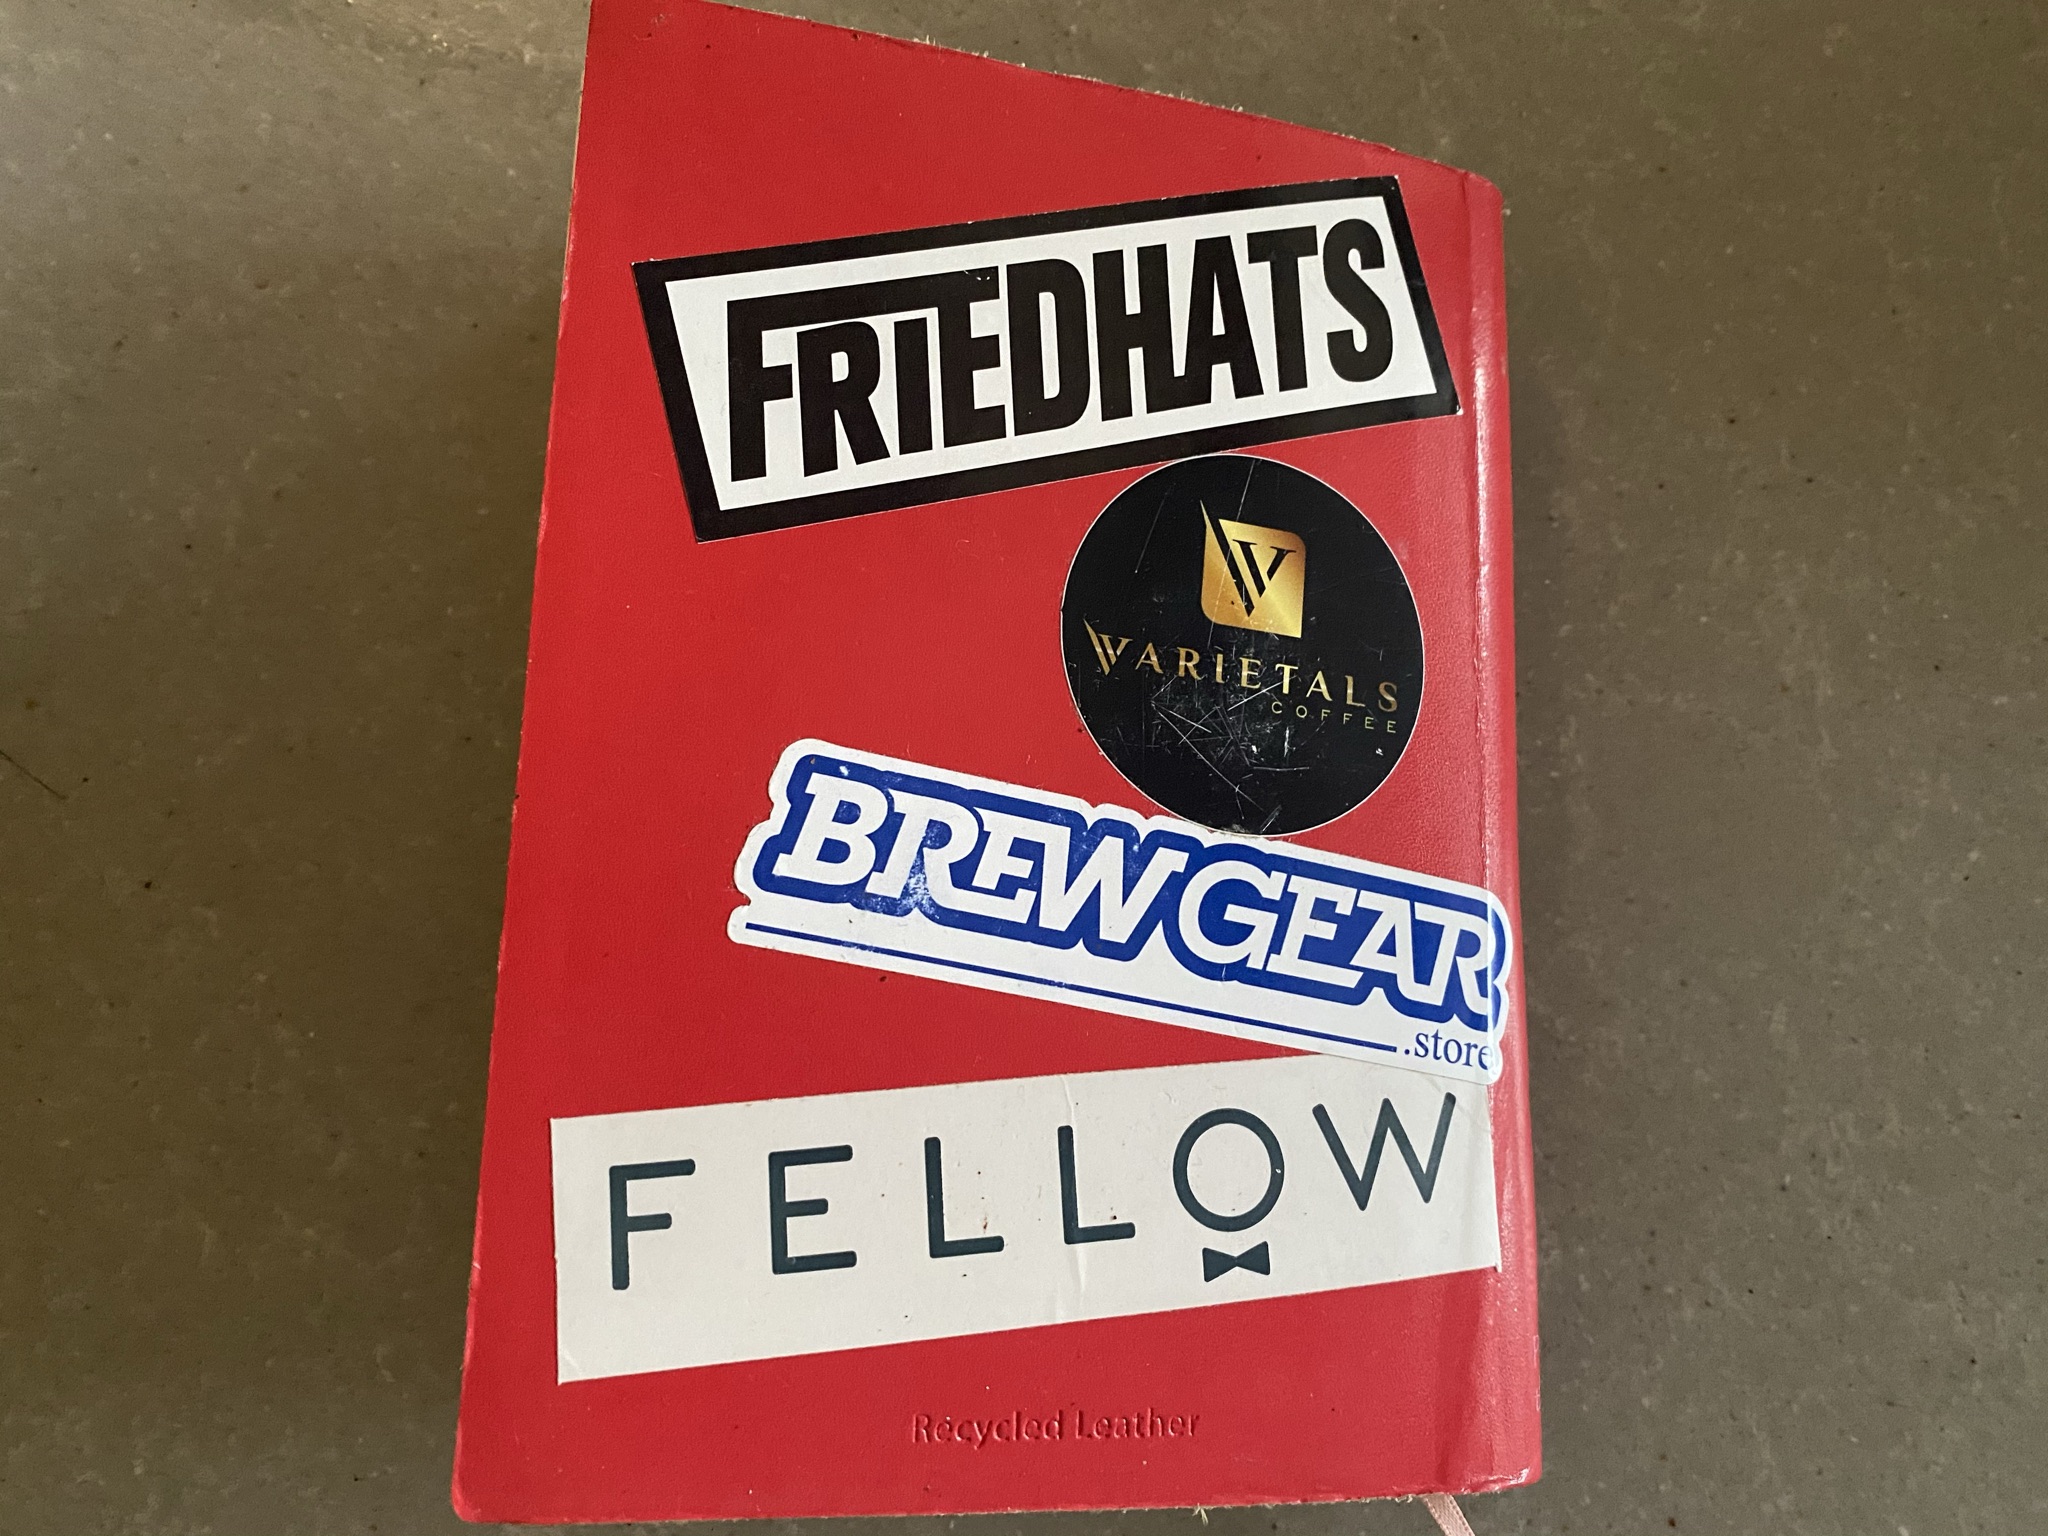 FRIEDHATS
V
VARIETALS
COFFEE
BREWGEAR
.store
FELLOW
Recycled Leather